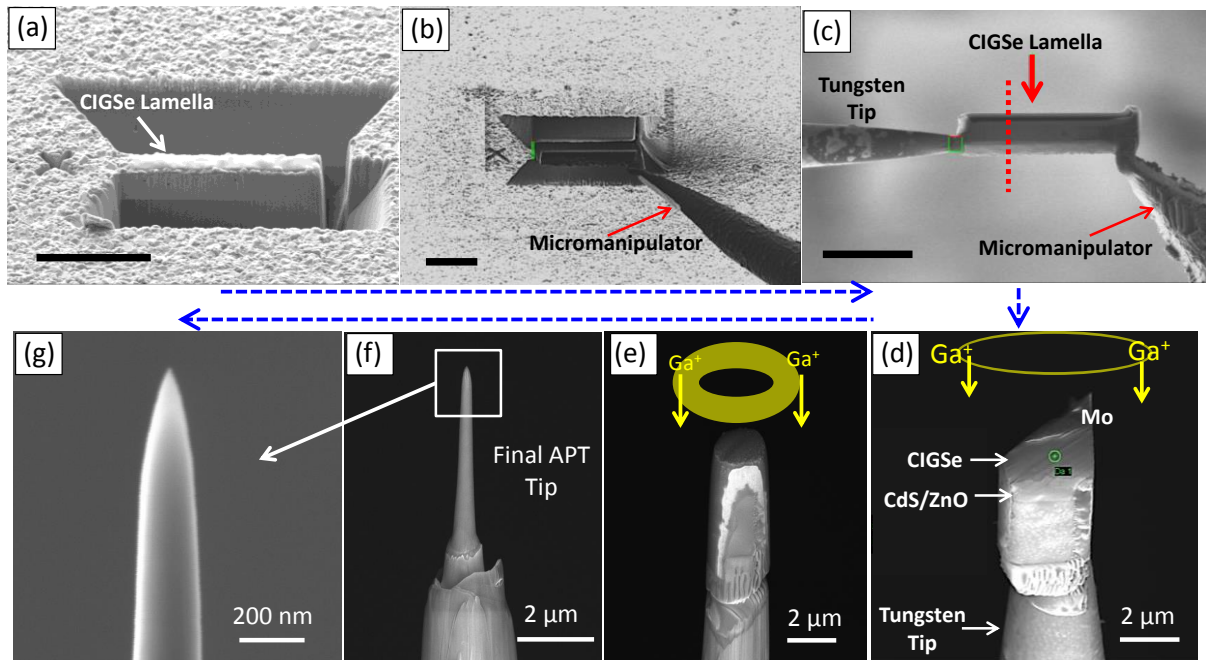 (a)
CIGSe Lamella
(b)
Micromanipulator
(c)
CIGSe Lamella
Tungsten
Tip
Micromanipulator
(g)
200 nm
(f)
Final APT
Tip
2 µm
(e)
Ga⁺
Ga⁺
2 µm
(d)
Ga⁺
Ga⁺
Mo
CIGSe
CdS/ZnO
Tungsten
Tip
2 µm